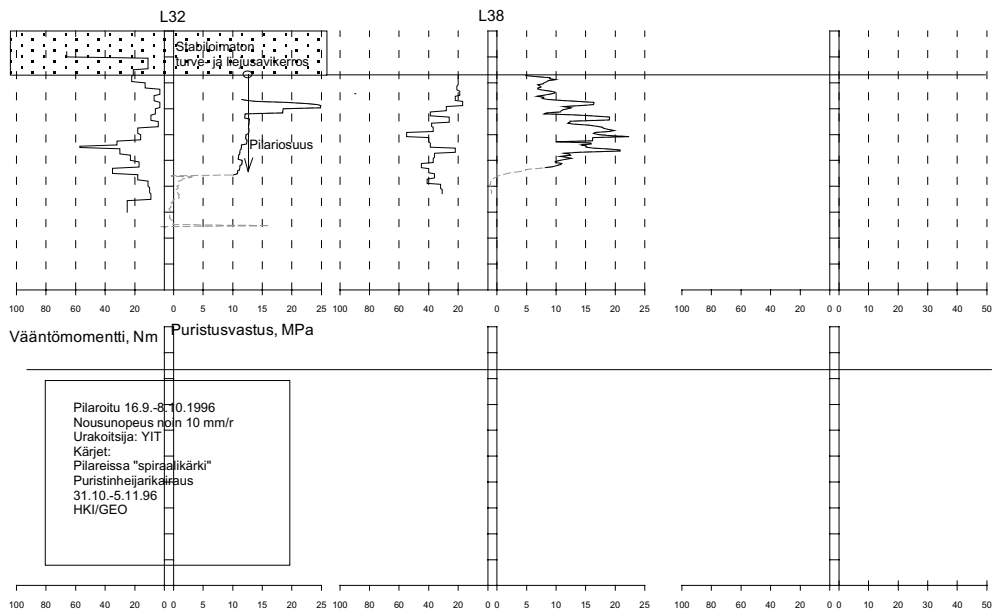 L32
L38
Stabiloimaton
turve- ja liejusavikerros
Pilariosuus
100 80 60 40 20 0 0 5 10 15 20 25
100 80 60 40 20 0 0 5 10 15 20 25
100 80 60 40 20 0 0 10 20 30 40 50
Vääntömomentti, Nm
Puristusvastus, MPa
Pilaroitu 16.9.-8.10.1996
Nousunopeus noin 10 mm/r
Urakoitsija: YIT
Kärjet:
Pilareissa "spiraalikärki"
Puristinheijarikairaus
31.10.-5.11.96
HKI/GEO
100 80 60 40 20 0 0 5 10 15 20 25
100 80 60 40 20 0 0 5 10 15 20 25
100 80 60 40 20 0 0 10 20 30 40 50